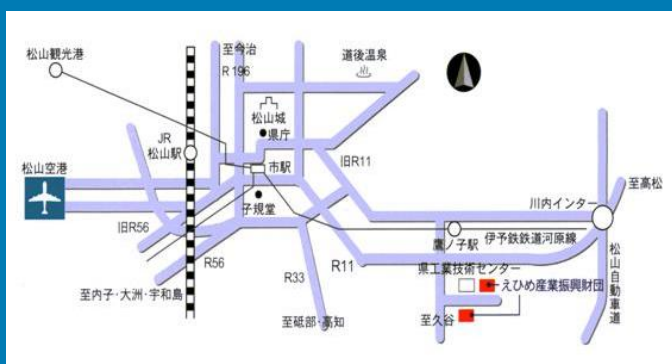 至今治
R196
道後温泉
松山観光港
松山城
県庁
JR
松山駅
旧R11
市駅
松山空港
至高松
川内インター
子規堂
旧R56
鷹ノ子駅
伊予鉄鉄道河原線
R56
R33
R11
県工業技術センター
松山自動車道
えひめ産業振興財団
至内子・大洲・宇和島
至砥部・高知
至久谷